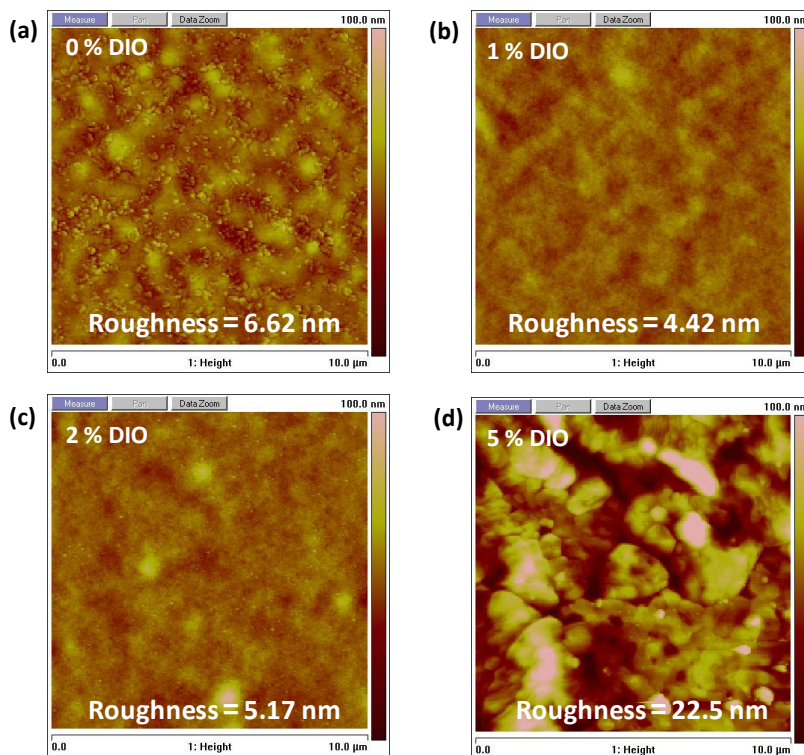 (a)
Measure Pan Data Zoom 100.0 nm
0 % DIO
Roughness = 6.62 nm
0.0 1: Height 10.0 µm
(b)
Measure Pan Data Zoom 100.0 nm
1 % DIO
Roughness = 4.42 nm
0.0 1: Height 10.0 µm
(c)
Measure Pan Data Zoom 100.0 nm
2 % DIO
Roughness = 5.17 nm
0.0 1: Height 10.0 µm
(d)
Measure Pan Data Zoom 100.0 nm
5 % DIO
Roughness = 22.5 nm
0.0 1: Height 10.0 µm